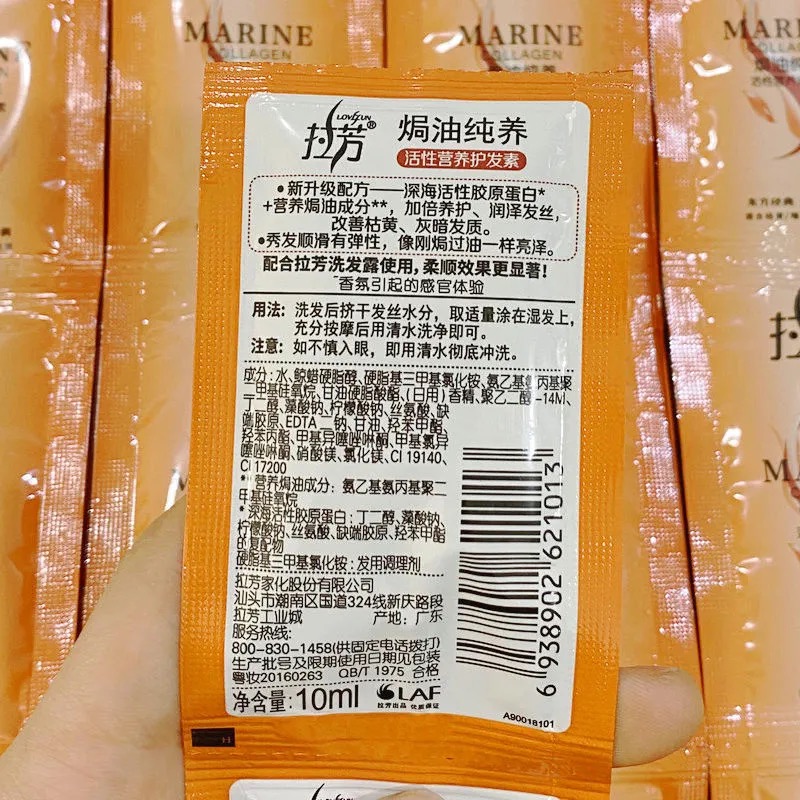 MARINE
COLLAGEN
MARINE
COLLAGEN
MARINE
COLLAGEN
LOVEFUN
拉芳®
焗油纯养
活性营养护发素
•新升级配方——深海活性胶原蛋白*
+营养焗油成分**,加倍养护、润泽发丝,
改善枯黄、灰暗发质。
•秀发顺滑有弹性,像刚焗过油一样亮泽。
配合拉芳洗发露使用,柔顺效果更显著!
*香氛引起的感官体验
用法: 洗发后挤干发丝水分,取适量涂在湿发上,
充分按摩后用清水洗净即可。
注意: 如不慎入眼,即用清水彻底冲洗。
成分:水、鲸蜡硬脂醇、硬脂基三甲基氯化铵、氨乙基氨丙基聚
二甲基硅氧烷、甘油硬脂酸酯、(日用)香精、聚乙二醇-14M、
丁二醇、藻酸钠、柠檬酸钠、丝氨酸、缺
端胶原、EDTA二钠、甘油、羟苯甲酯、
羟苯丙酯、甲基异噻唑啉酮、甲基氯异
噻唑啉酮、硝酸镁、氯化镁、CI 19140、
CI 17200
**营养焗油成分: 氨乙基氨丙基聚二
甲基硅氧烷
*深海活性胶原蛋白:丁二醇、藻酸钠、
柠檬酸钠、丝氨酸、缺端胶原、羟苯甲酯
的复配物
硬脂基三甲基氯化铵:发用调理剂
拉芳家化股份有限公司
汕头市潮南区国道324线新庆路段
拉芳工业城 产地:广东
服务热线:
800-830-1458(供固定电话拨打)
生产批号及限期使用日期见包装
粤妆20160263 QB/T 1975 合格
净含量:10ml
LAF
拉芳出品 优质保证
6 938902 621013
A90018101
东方经典